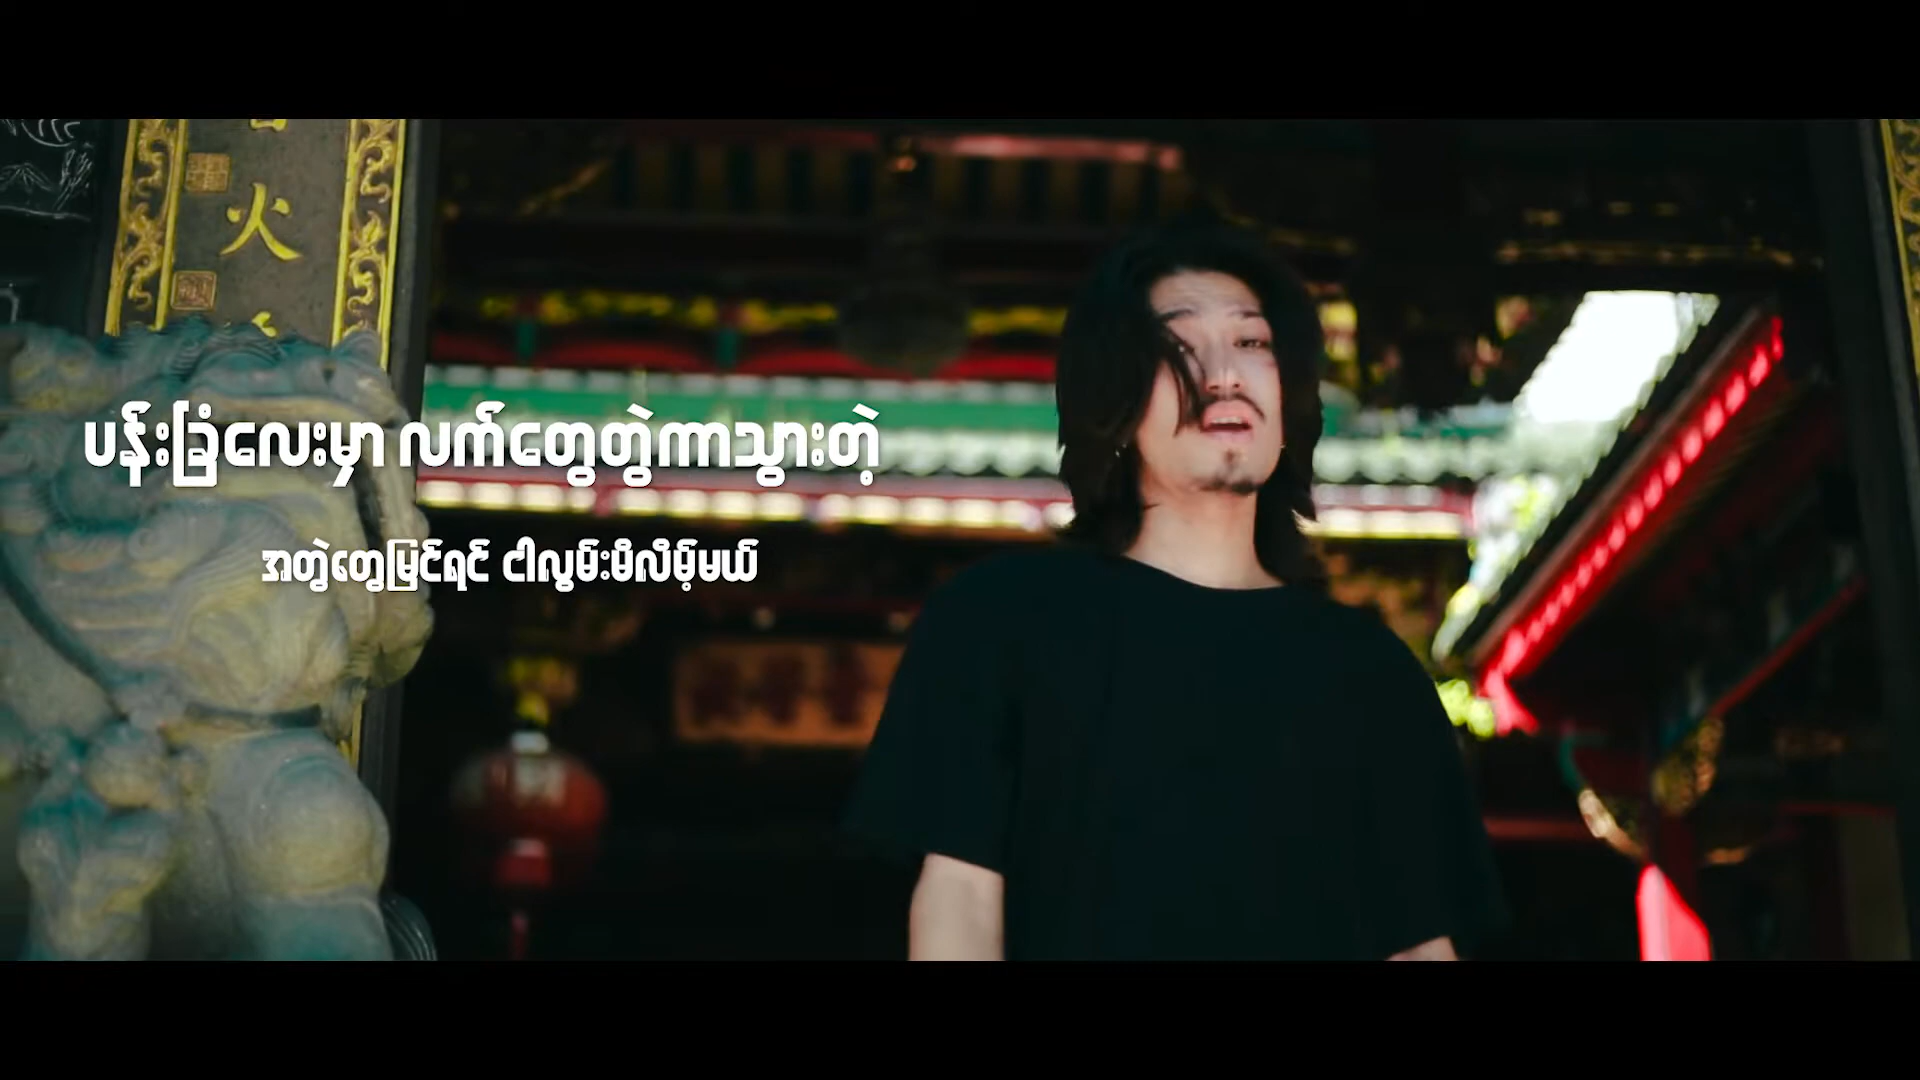 火
ပန်းခြံလေးမှာ လက်တွေတွဲကာသွားတဲ့
အတွဲတွေမြင်ရင် ငါလွမ်းမိလိမ့်မယ်